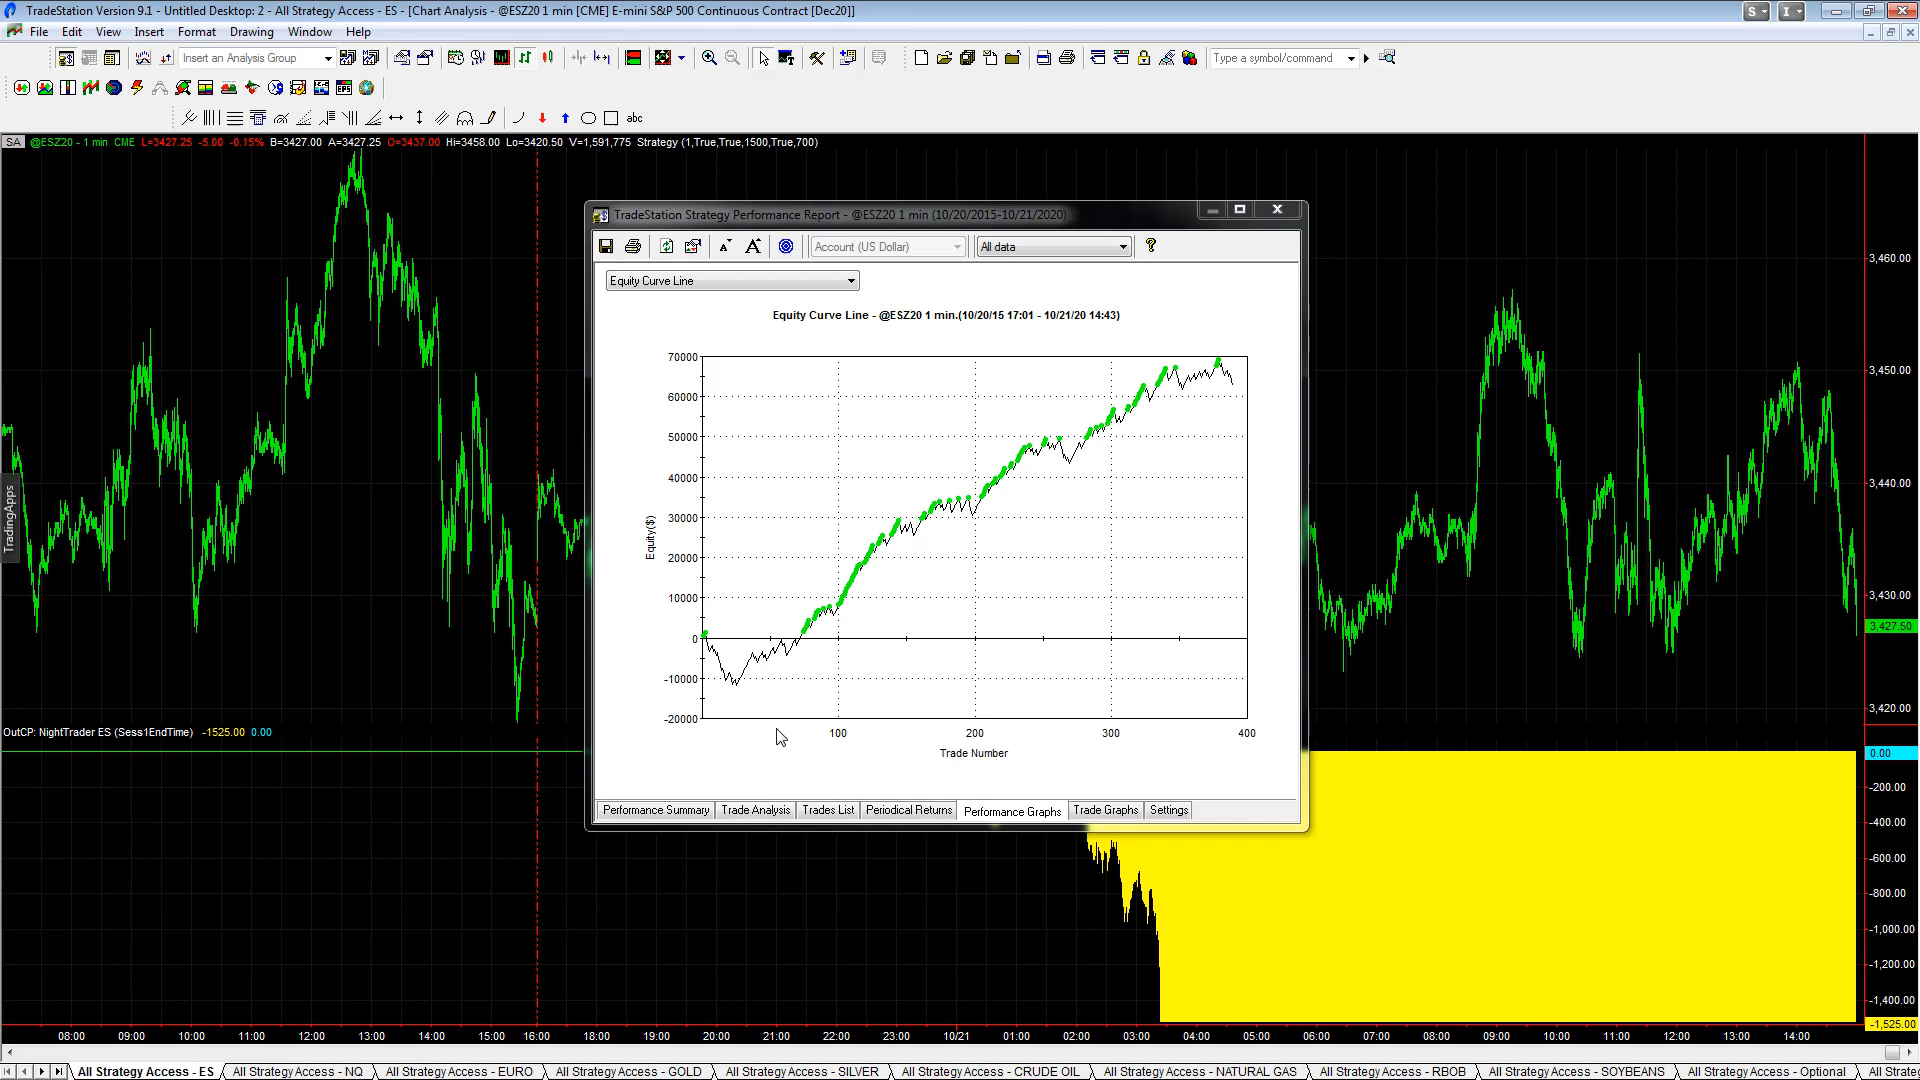 TradeStation Version 9.1 - Untitled Desktop: 2 - All Strategy Access - ES - [Chart Analysis - @ESZ20 1 min [CME] E-mini S&P 500 Continuous Contract [Dec20]]
S
I
File Edit View Insert Format Drawing Window Help
Insert an Analysis Group
Type a symbol/command
EPS
abc
SA @ESZ20 - 1 min CME L=3427.25 -5.00 -0.15% B=3427.00 A=3427.25 O=3437.00 Hi=3458.00 Lo=3420.50 V=1,591,775 Strategy (1,True,True,1500,True,700)
TradeStation Strategy Performance Report - @ESZ20 1 min (10/20/2015-10/21/2020)
Account (US Dollar)
All data
Equity Curve Line
Equity Curve Line - @ESZ20 1 min.(10/20/15 17:01 - 10/21/20 14:43)
70000
60000
50000
40000
30000
20000
10000
0
-10000
-20000
Equity($)
100 200 300 400
Trade Number
Performance Summary Trade Analysis Trades List Periodical Returns Performance Graphs Trade Graphs Settings
TradingApps
3,460.00
3,450.00
3,440.00
3,430.00
3,427.50
3,420.00
OutCP: NightTrader ES (Sess1EndTime) -1525.00 0.00
0.00
-200.00
-400.00
-600.00
-800.00
-1,000.00
-1,200.00
-1,400.00
-1,525.00
08:00 09:00 10:00 11:00 12:00 13:00 14:00 15:00 16:00 17:00 18:00 19:00 20:00 21:00 22:00 23:00 10/21 01:00 02:00 03:00 04:00 05:00 06:00 07:00 08:00 09:00 10:00 11:00 12:00 13:00 14:00
All Strategy Access - ES All Strategy Access - NQ All Strategy Access - EURO All Strategy Access - GOLD All Strategy Access - SILVER All Strategy Access - CRUDE OIL All Strategy Access - NATURAL GAS All Strategy Access - RBOB All Strategy Access - SOYBEANS All Strategy Access - Optional All Strate